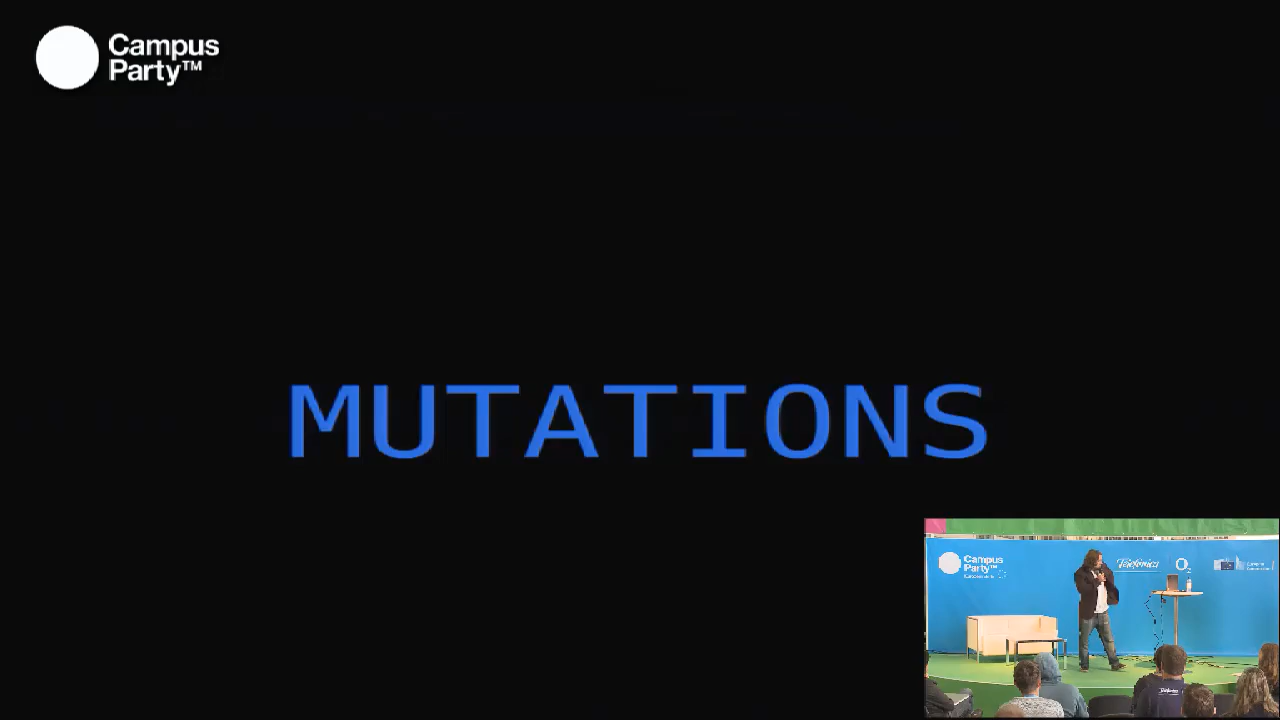 Campus
Party™
MUTATIONS
Campus
Party™
Telefónica
O2